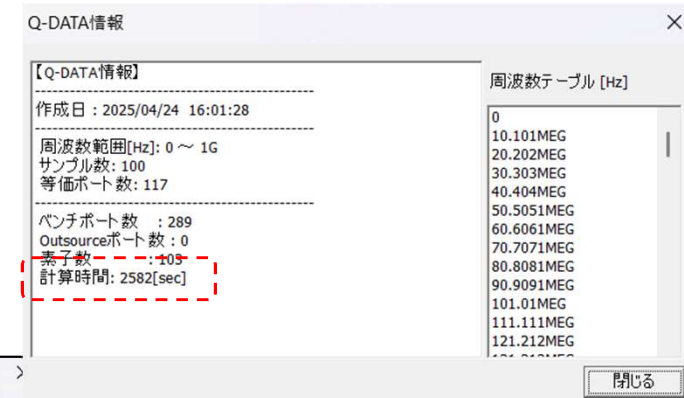 Q-DATA情報
【Q-DATA情報】
作成日：2025/04/24 16:01:28
周波数範囲[Hz]: 0 ～ 1G
サンプル数: 100
等価ポート数: 117
ベンチポート数 : 289
Outsourceポート数 : 0
素子数 : 103
計算時間: 2582[sec]
周波数テーブル [Hz]
0
10.101MEG
20.202MEG
30.303MEG
40.404MEG
50.5051MEG
60.6061MEG
70.7071MEG
80.8081MEG
90.9091MEG
101.01MEG
111.111MEG
121.212MEG
閉じる